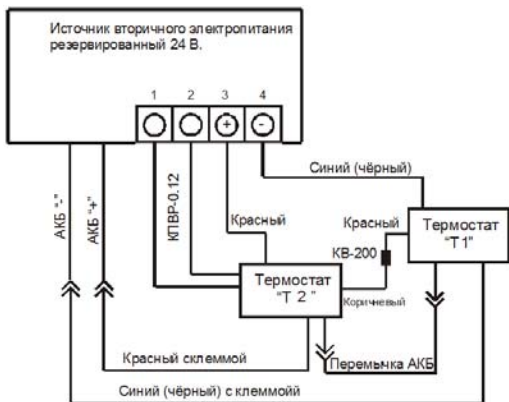 Источник вторичного электропитания
резервированный 24 В.
1 2 3 4
+ -
Синий (чёрный)
АКБ "-"
АКБ "+"
КПВР-0.12
Красный
Красный
КВ-200
Термостат
"Т1"
Термостат
"Т 2 "
Коричневый
Красный склеммой
Перемычка АКБ
Синий (чёрный) с клеммойй